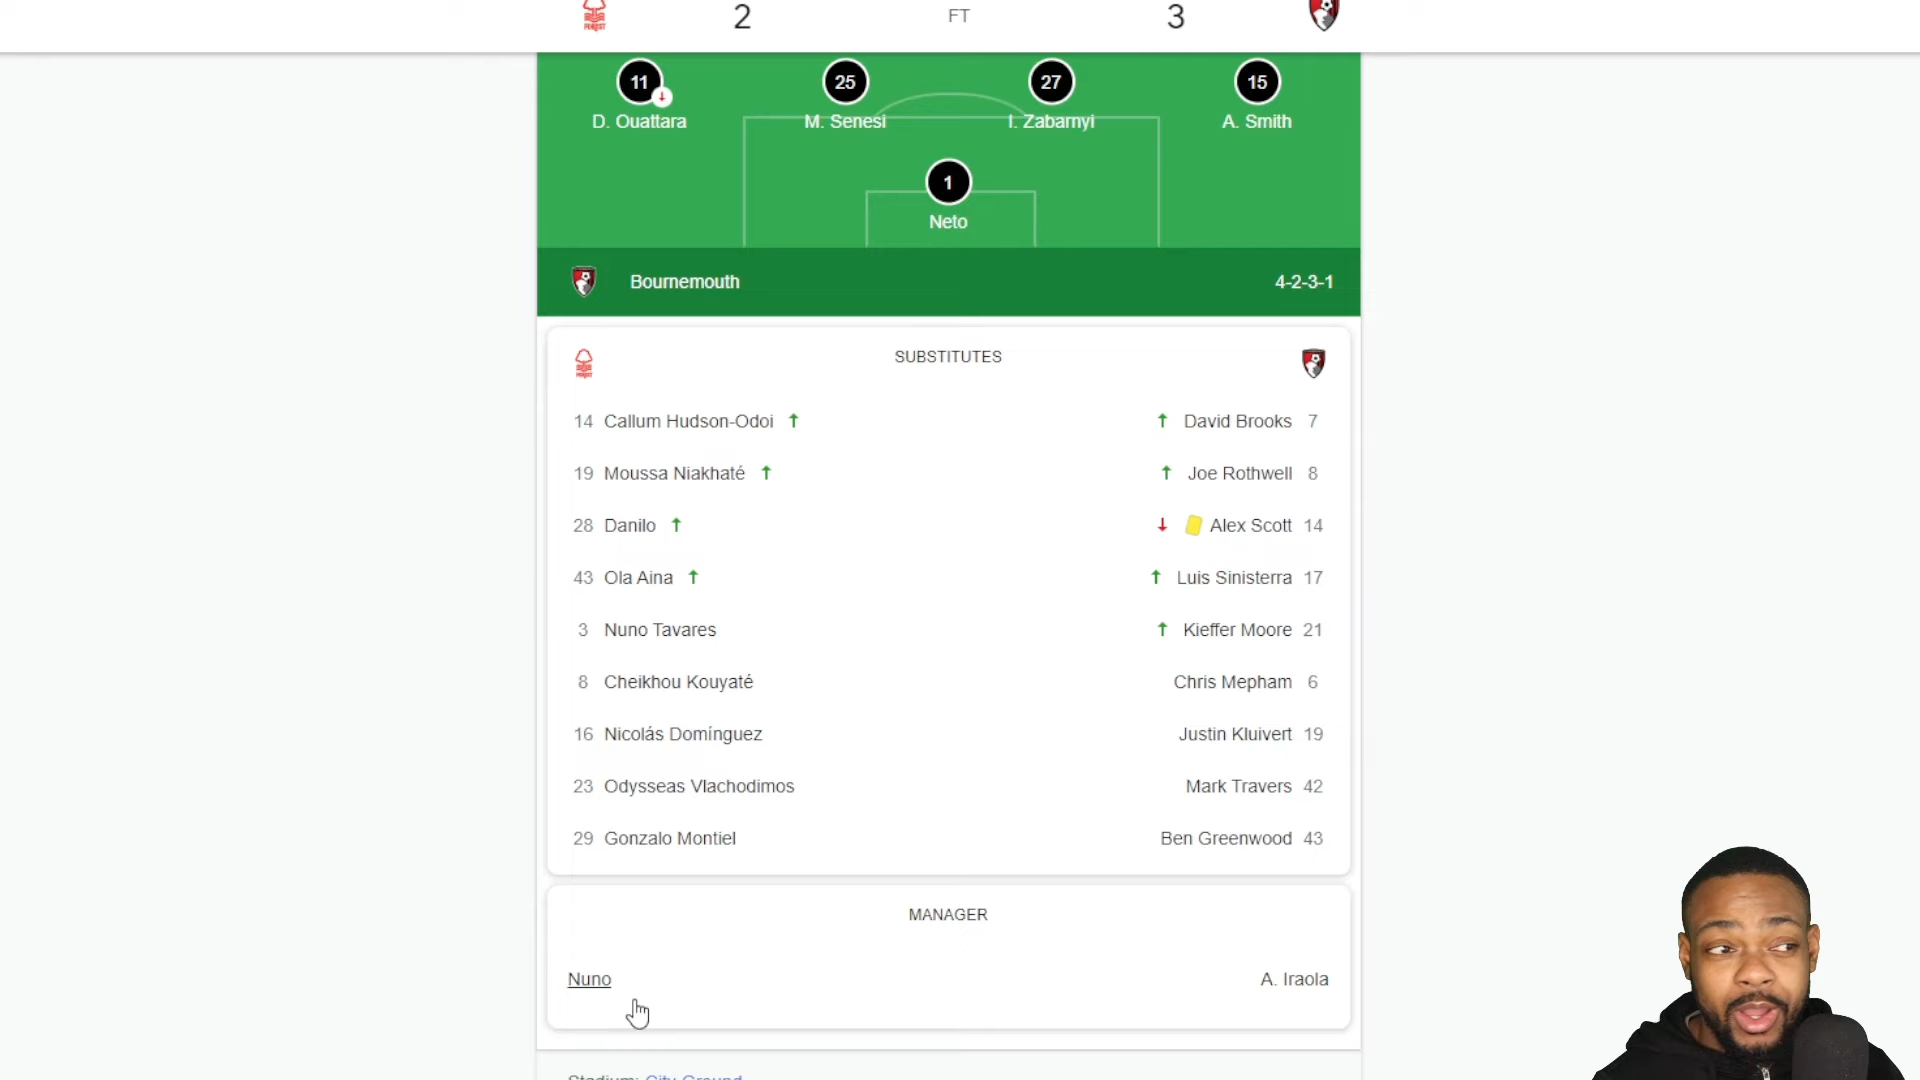 2 FT 3
FOREST
11 25 27 15
D. Ouattara M. Senesi I. Zabarnyi A. Smith
1
Neto
Bournemouth 4-2-3-1
SUBSTITUTES
14 Callum Hudson-Odoi David Brooks 7
19 Moussa Niakhaté Joe Rothwell 8
28 Danilo Alex Scott 14
43 Ola Aina Luis Sinisterra 17
3 Nuno Tavares Kieffer Moore 21
8 Cheikhou Kouyaté Chris Mepham 6
16 Nicolás Domínguez Justin Kluivert 19
23 Odysseas Vlachodimos Mark Travers 42
29 Gonzalo Montiel Ben Greenwood 43
MANAGER
Nuno A. Iraola
Stadium: City Ground